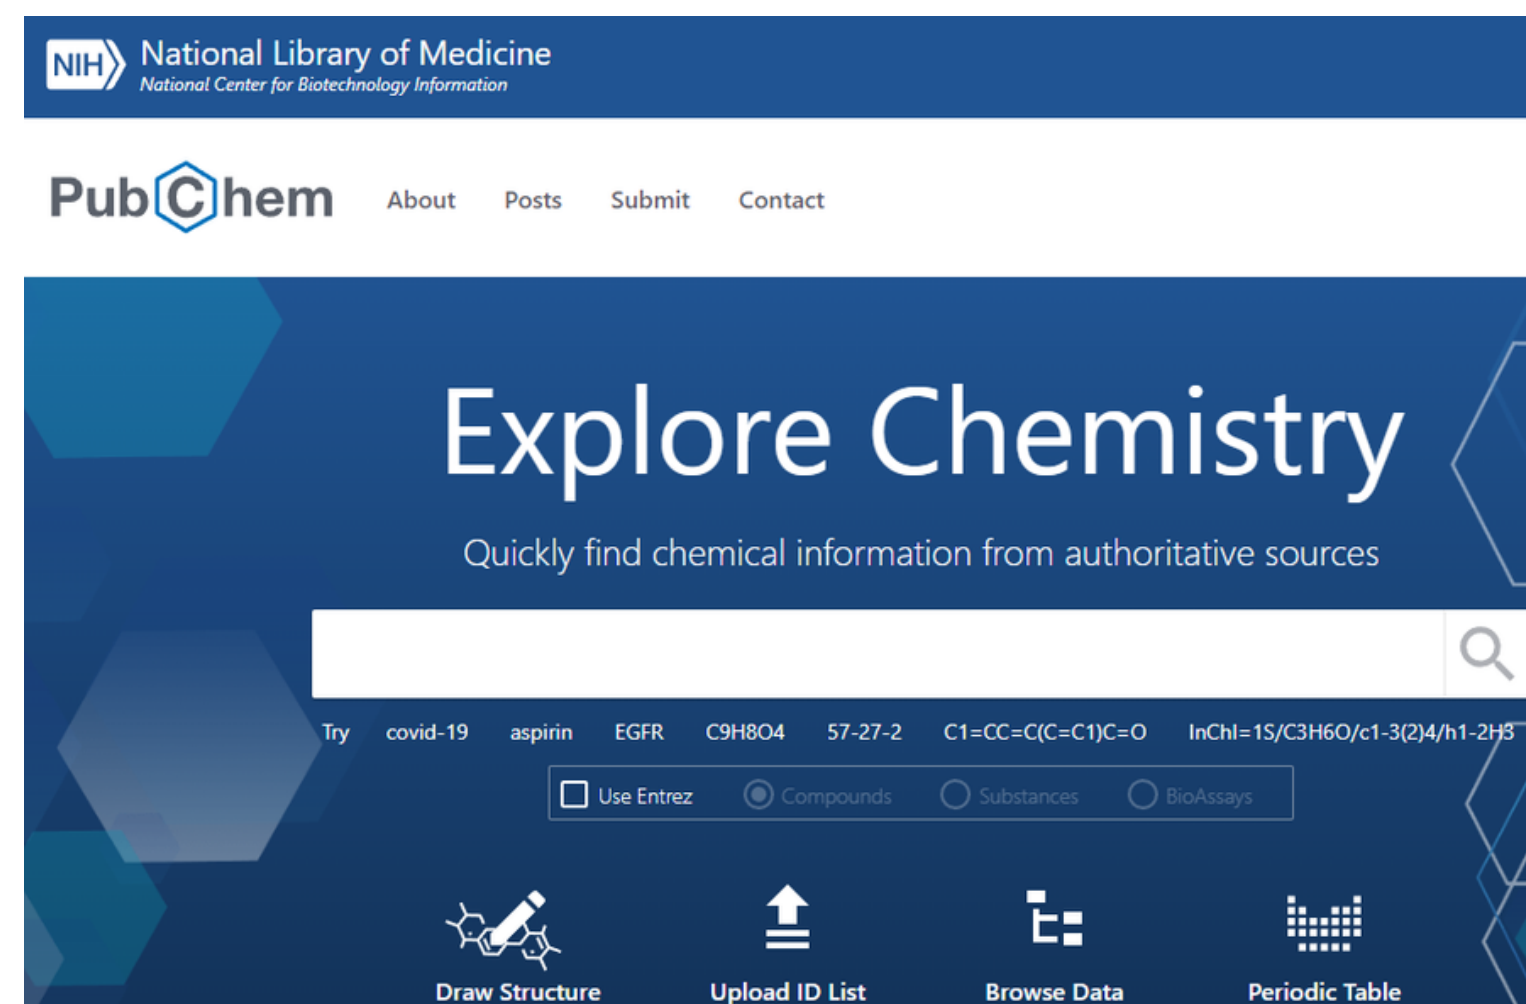 NIH National Library of Medicine
National Center for Biotechnology Information
PubChem About Posts Submit Contact
Explore Chemistry
Quickly find chemical information from authoritative sources
Try covid-19 aspirin EGFR C9H8O4 57-27-2 C1=CC=C(C=C1)C=O InChI=1S/C3H6O/c1-3(2)4/h1-2H3
Use Entrez Compounds Substances BioAssays
Draw Structure Upload ID List Browse Data Periodic Table